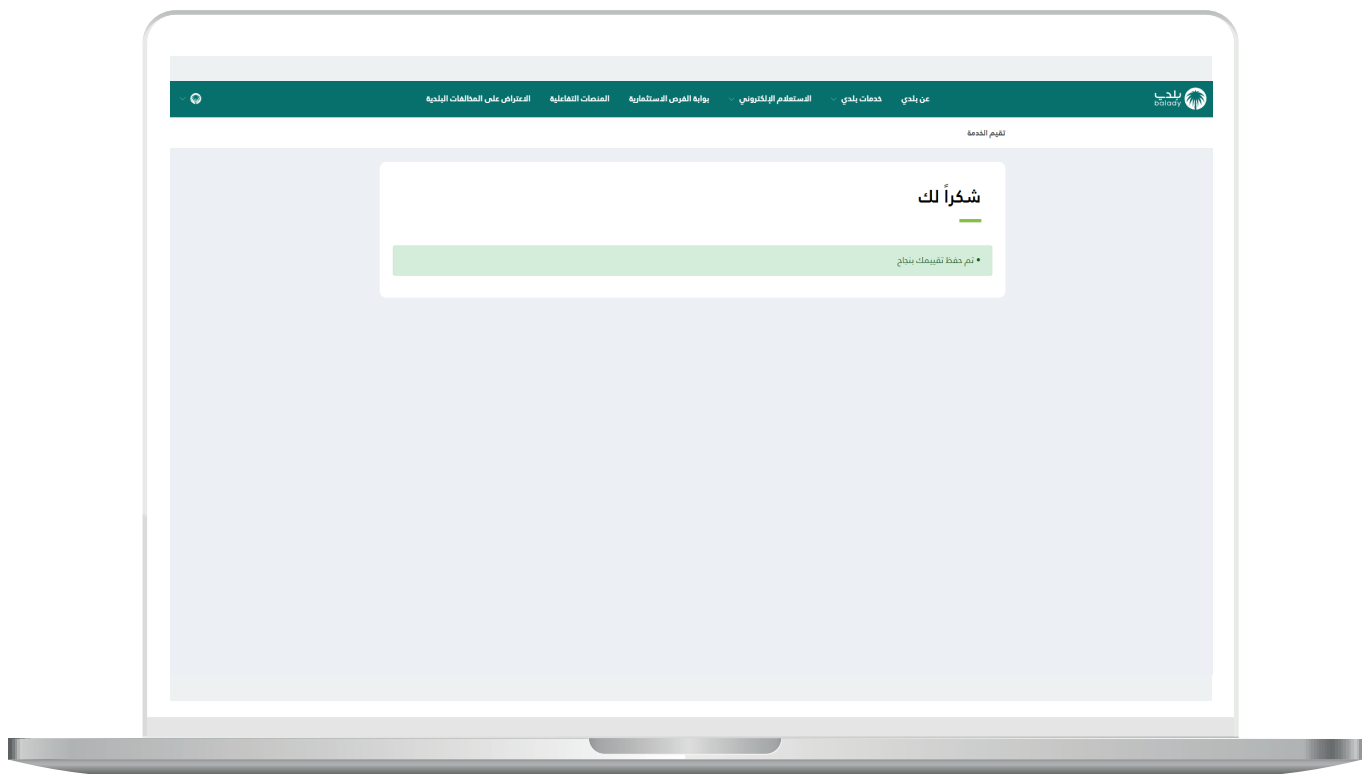 بلدي
balady
عن بلدي
خدمات بلدي
الاستعلام الإلكتروني
بوابة الفرص الاستثمارية
المنصات التفاعلية
الاعتراض على المخالفات البلدية
تقيم الخدمة
شكراً لك
• تم حفظ تقييمك بنجاح